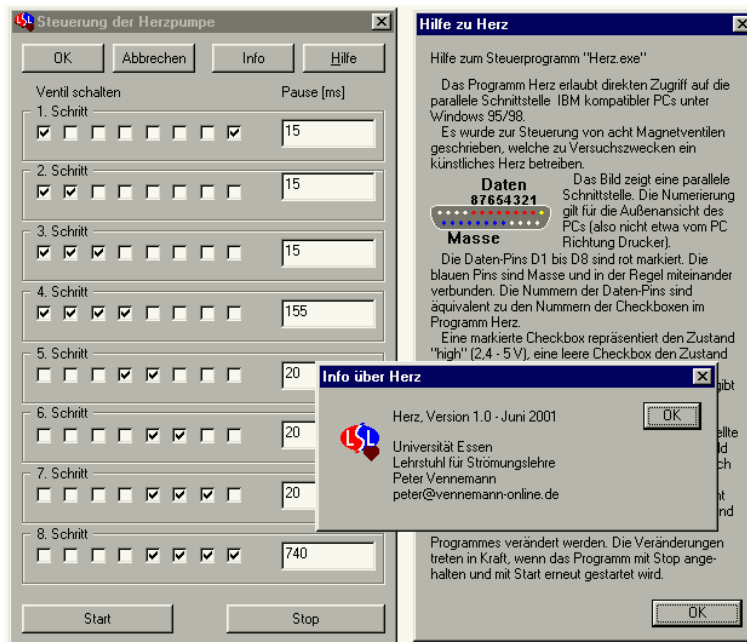 Steuerung der Herzpumpe
OK Abbrechen Info Hilfe
Ventil schalten Pause [ms]
1. Schritt
15
2. Schritt
15
3. Schritt
15
4. Schritt
155
5. Schritt
20
6. Schritt
20
7. Schritt
20
8. Schritt
740
Start Stop
Hilfe zu Herz
Hilfe zum Steuerprogramm "Herz.exe"
Das Programm Herz erlaubt direkten Zugriff auf die
parallele Schnittstelle IBM kompatibler PCs unter
Windows 95/98.
Es wurde zur Steuerung von acht Magnetventilen
geschrieben, welche zu Versuchszwecken ein
künstliches Herz betreiben.
Daten
87654321
Masse
Das Bild zeigt eine parallele
Schnittstelle. Die Numerierung
gilt für die Außenansicht des
PCs (also nicht etwa vom PC
Richtung Drucker).
Die Daten-Pins D1 bis D8 sind rot markiert. Die
blauen Pins sind Masse und in der Regel miteinander
verbunden. Die Nummern der Daten-Pins sind
äquivalent zu den Nummern der Checkboxen im
Programm Herz.
Eine markierte Checkbox repräsentiert den Zustand
"high" (2,4 - 5 V), eine leere Checkbox den Zustand
Programmes verändert werden. Die Veränderungen
treten in Kraft, wenn das Programm mit Stop ange-
halten und mit Start erneut gestartet wird.
OK
Info über Herz
LSL
Herz, Version 1.0 - Juni 2001
OK
Universität Essen
Lehrstuhl für Strömungslehre
Peter Vennemann
peter@vennemann-online.de